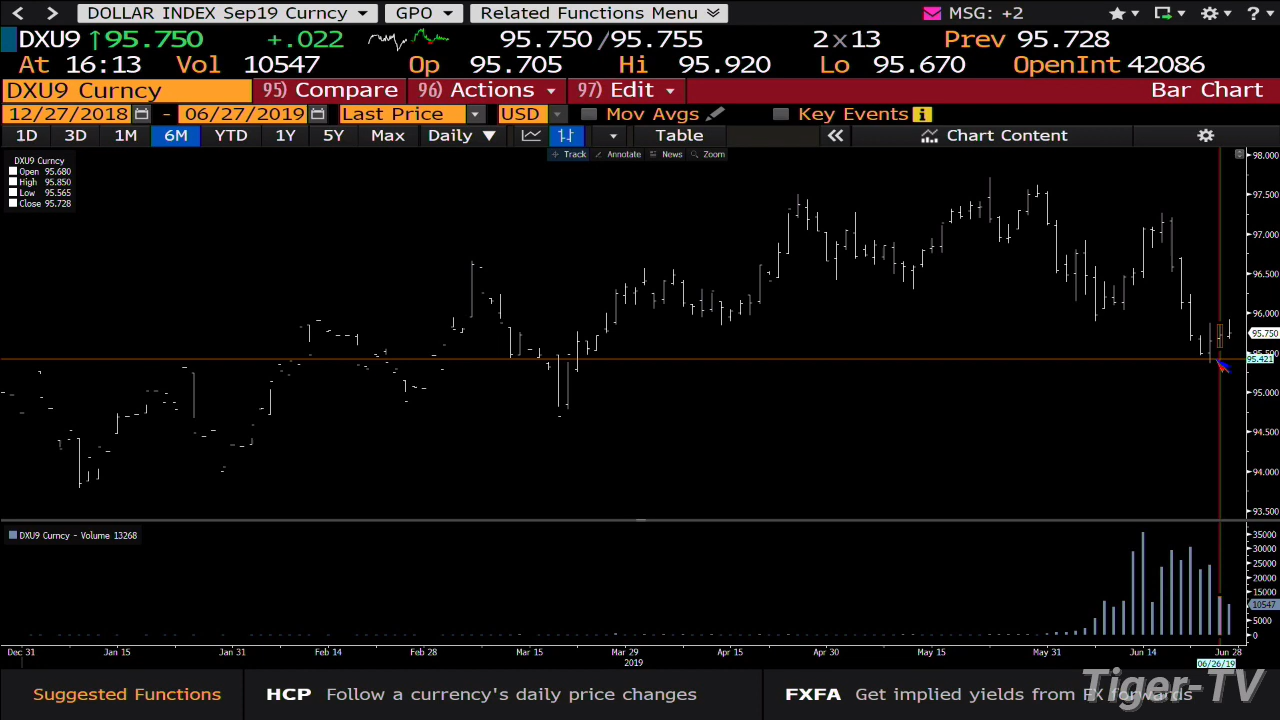 DOLLAR INDEX Sep19 Curncy GPO Related Functions Menu MSG: +2 ?
DXU9 ↑95.750 +.022 95.750/95.755 2x13 Prev 95.728
At 16:13 Vol 10547 Op 95.705 Hi 95.920 Lo 95.670 OpenInt 42086
DXU9 Curncy 95) Compare 96) Actions 97) Edit Bar Chart
12/27/2018 - 06/27/2019 Last Price USD Mov Avgs Key Events i
1D 3D 1M 6M YTD 1Y 5Y Max Daily ▼ Table « Chart Content
Track Annotate News Zoom
DXU9 Curncy
Open 95.680
High 95.850
Low 95.565
Close 95.728
98.000
97.500
97.000
96.500
96.000
95.750
95.500
95.421
95.000
94.500
94.000
93.500
DXU9 Curncy - Volume 13268
35000
30000
25000
20000
15000
10547
5000
0
Dec 31 Jan 15 Jan 31 Feb 14 Feb 28 Mar 15 Mar 29 Apr 15 Apr 30 May 15 May 31 Jun 14 Jun 28
2019 06/26/19
Suggested Functions HCP Follow a currency's daily price changes FXFA Get implied yields from FX forwards
Tiger-TV